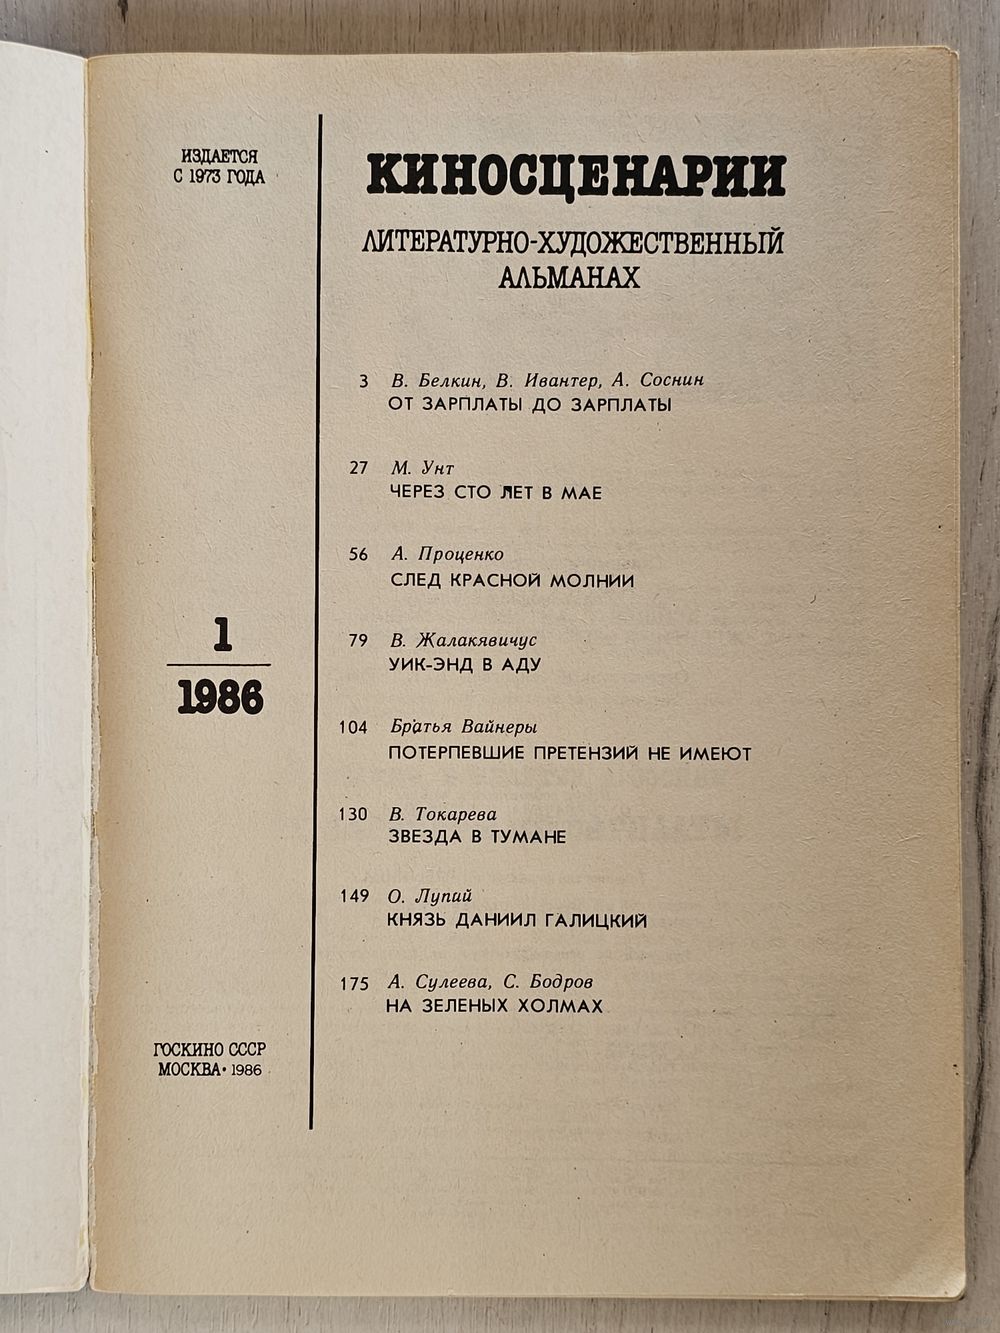 ИЗДАЕТСЯ
С 1973 ГОДА
КИНОСЦЕНАРИИ
ЛИТЕРАТУРНО-ХУДОЖЕСТВЕННЫЙ
АЛЬМАНАХ
3 В. Белкин, В. Ивантер, А. Соснин
ОТ ЗАРПЛАТЫ ДО ЗАРПЛАТЫ
27 М. Унт
ЧЕРЕЗ СТО ЛЕТ В МАЕ
56 А. Проценко
СЛЕД КРАСНОЙ МОЛНИИ
79 В. Жалакявичус
УИК-ЭНД В АДУ
104 Братья Вайнеры
ПОТЕРПЕВШИЕ ПРЕТЕНЗИЙ НЕ ИМЕЮТ
130 В. Токарева
ЗВЕЗДА В ТУМАНЕ
149 О. Лупий
КНЯЗЬ ДАНИИЛ ГАЛИЦКИЙ
175 А. Сулеева, С. Бодров
НА ЗЕЛЕНЫХ ХОЛМАХ
1
1986
ГОСКИНО СССР
МОСКВА • 1986